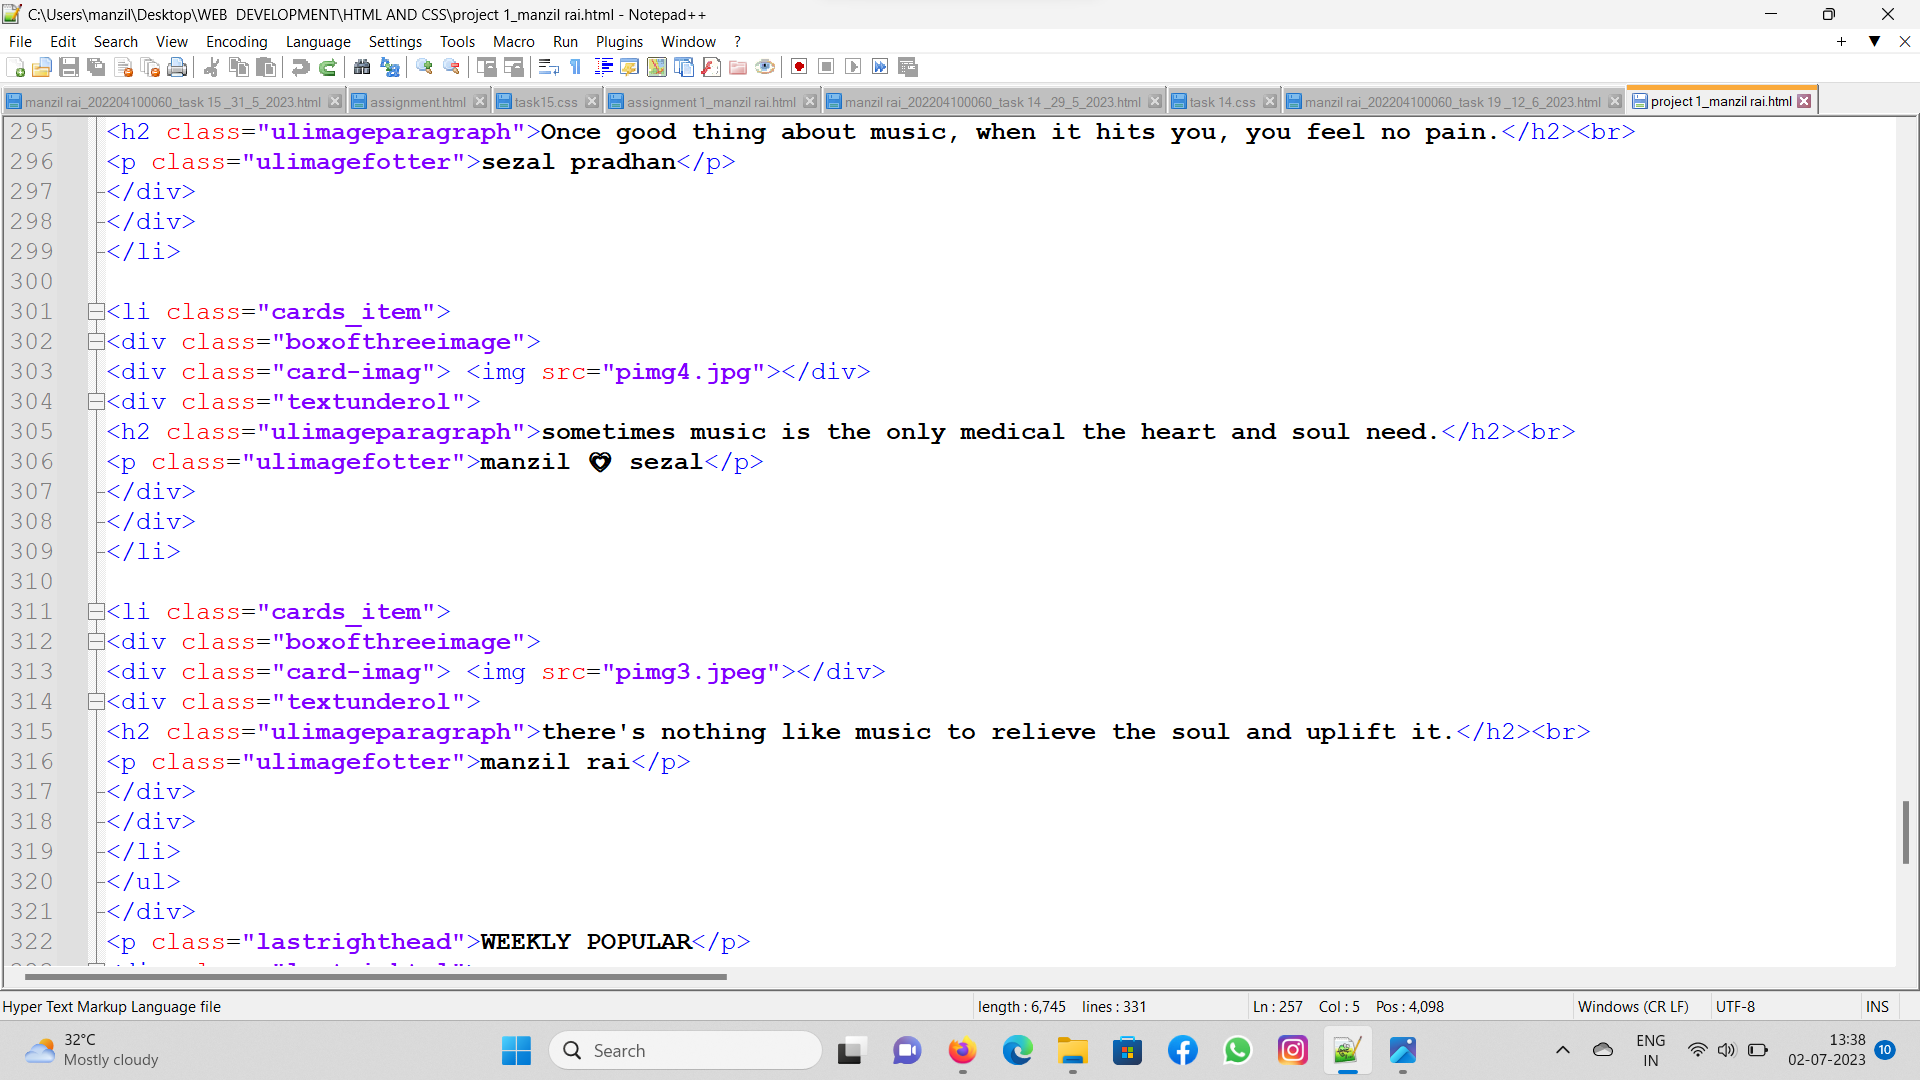 C:\Users\manzil\Desktop\WEB  DEVELOPMENT\HTML AND CSS\project 1_manzil rai.html - Notepad++
File Edit Search View Encoding Language Settings Tools Macro Run Plugins Window ?
manzil rai_202204100060_task 15 _31_5_2023.html assignment.html task15.css assignment 1_manzil rai.html manzil rai_202204100060_task 14 _29_5_2023.html task 14.css manzil rai_202204100060_task 19 _12_6_2023.html project 1_manzil rai.html
295 <h2 class="ulimageparagraph">Once good thing about music, when it hits you, you feel no pain.</h2><br>
296 <p class="ulimagefotter">sezal pradhan</p>
297 </div>
298 </div>
299 </li>
300
301 <li class="cards_item">
302 <div class="boxofthreeimage">
303 <div class="card-imag"> <img src="pimg4.jpg"></div>
304 <div class="textunderol">
305 <h2 class="ulimageparagraph">sometimes music is the only medical the heart and soul need.</h2><br>
306 <p class="ulimagefotter">manzil 💗 sezal</p>
307 </div>
308 </div>
309 </li>
310
311 <li class="cards_item">
312 <div class="boxofthreeimage">
313 <div class="card-imag"> <img src="pimg3.jpeg"></div>
314 <div class="textunderol">
315 <h2 class="ulimageparagraph">there's nothing like music to relieve the soul and uplift it.</h2><br>
316 <p class="ulimagefotter">manzil rai</p>
317 </div>
318 </div>
319 </li>
320 </ul>
321 </div>
322 <p class="lastrighthead">WEEKLY POPULAR</p>
Hyper Text Markup Language file length : 6,745 lines : 331 Ln : 257 Col : 5 Pos : 4,098 Windows (CR LF) UTF-8 INS
32°C
Mostly cloudy
Search
ENG
IN
13:38
02-07-2023
10